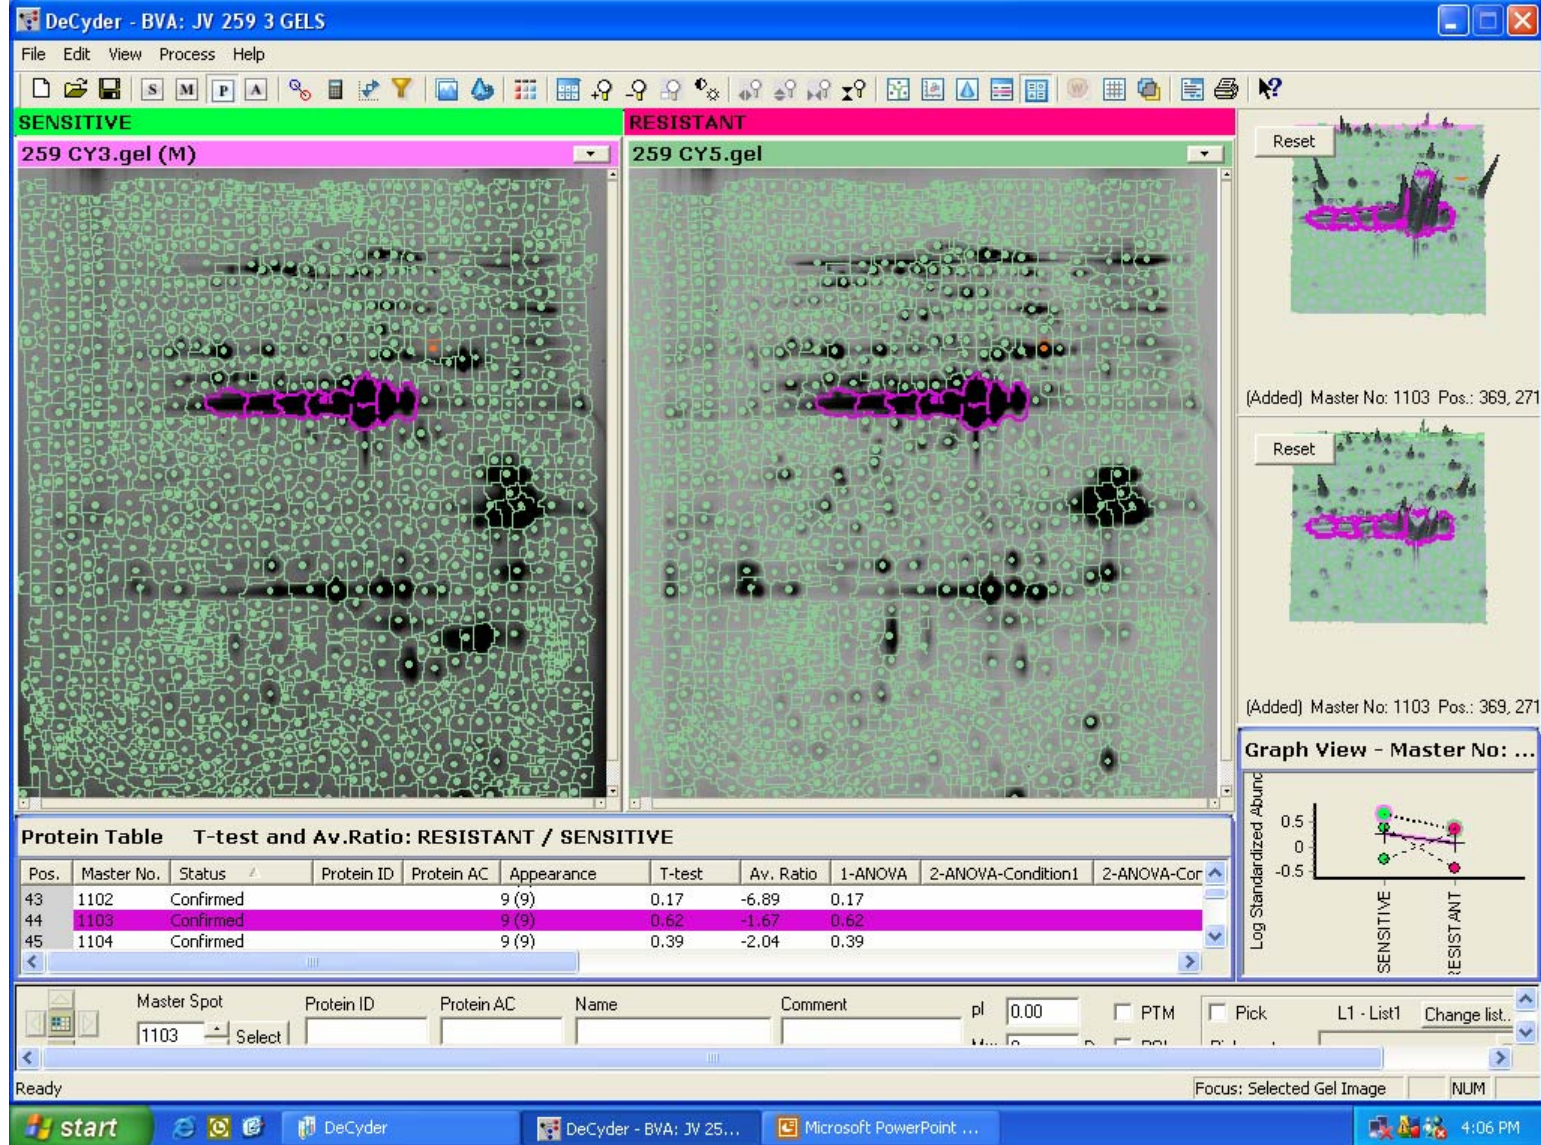 DeCyder - BVA: JV 259 3 GELS
File Edit View Process Help
S M P A
SENSITIVE
RESISTANT
259 CY3.gel (M)
259 CY5.gel
Reset
(Added) Master No: 1103 Pos.: 369, 271
Reset
(Added) Master No: 1103 Pos.: 369, 271
Graph View - Master No: ...
Log Standardized Abunc
0.5
0
-0.5
SENSITIVE
RESISTANT
Protein Table T-test and Av.Ratio: RESISTANT / SENSITIVE
Pos. Master No. Status Protein ID Protein AC Appearance T-test Av. Ratio 1-ANOVA 2-ANOVA-Condition1 2-ANOVA-Cor
43 1102 Confirmed 9 (9) 0.17 -6.89 0.17
44 1103 Confirmed 9 (9) 0.62 -1.67 0.62
45 1104 Confirmed 9 (9) 0.39 -2.04 0.39
Master Spot Protein ID Protein AC Name Comment pI 0.00 PTM Pick L1 - List1 Change list..
1103 Select
Ready
Focus: Selected Gel Image NUM
start DeCyder DeCyder - BVA: JV 25... Microsoft PowerPoint ... 4:06 PM